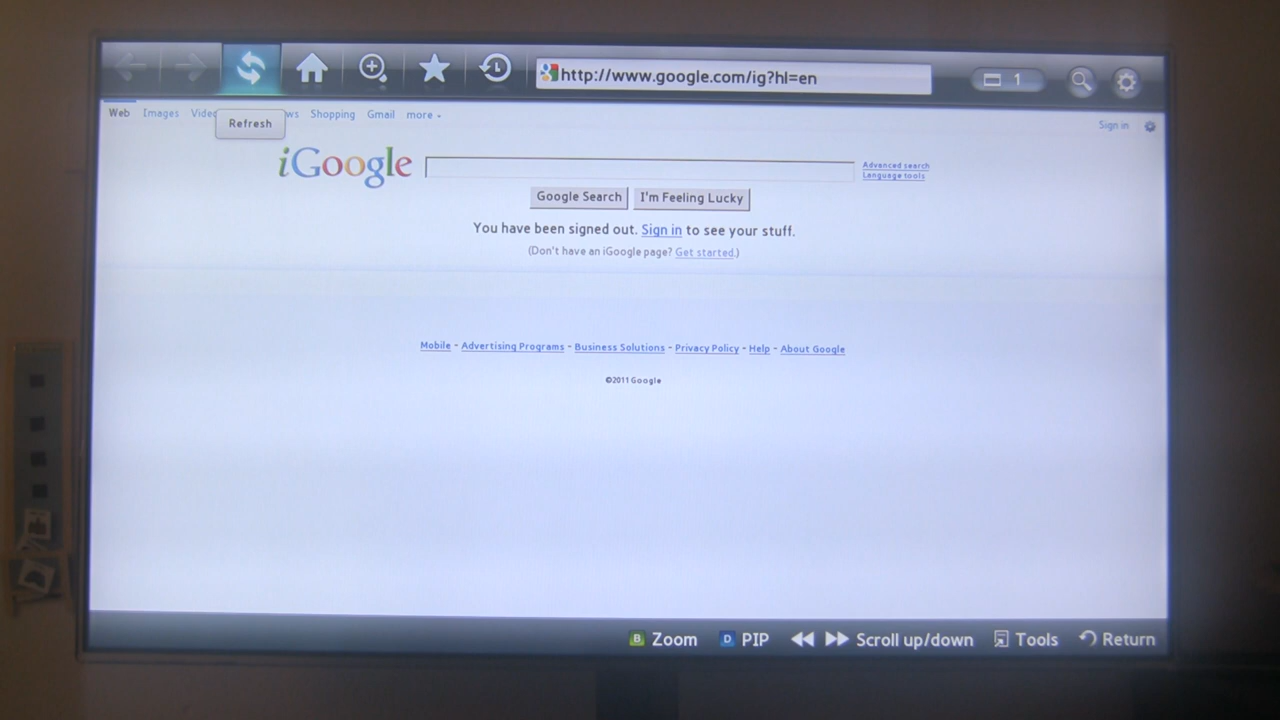 http://www.google.com/ig?hl=en 1
Web Images Shopping Gmail more
Refresh
Sign in
iGoogle
Advanced search
Language tools
Google Search I'm Feeling Lucky
You have been signed out. Sign in to see your stuff.
(Don't have an iGoogle page? Get started.)
Mobile - Advertising Programs - Business Solutions - Privacy Policy - Help - About Google
©2011 Google
B Zoom D PIP Scroll up/down Tools Return